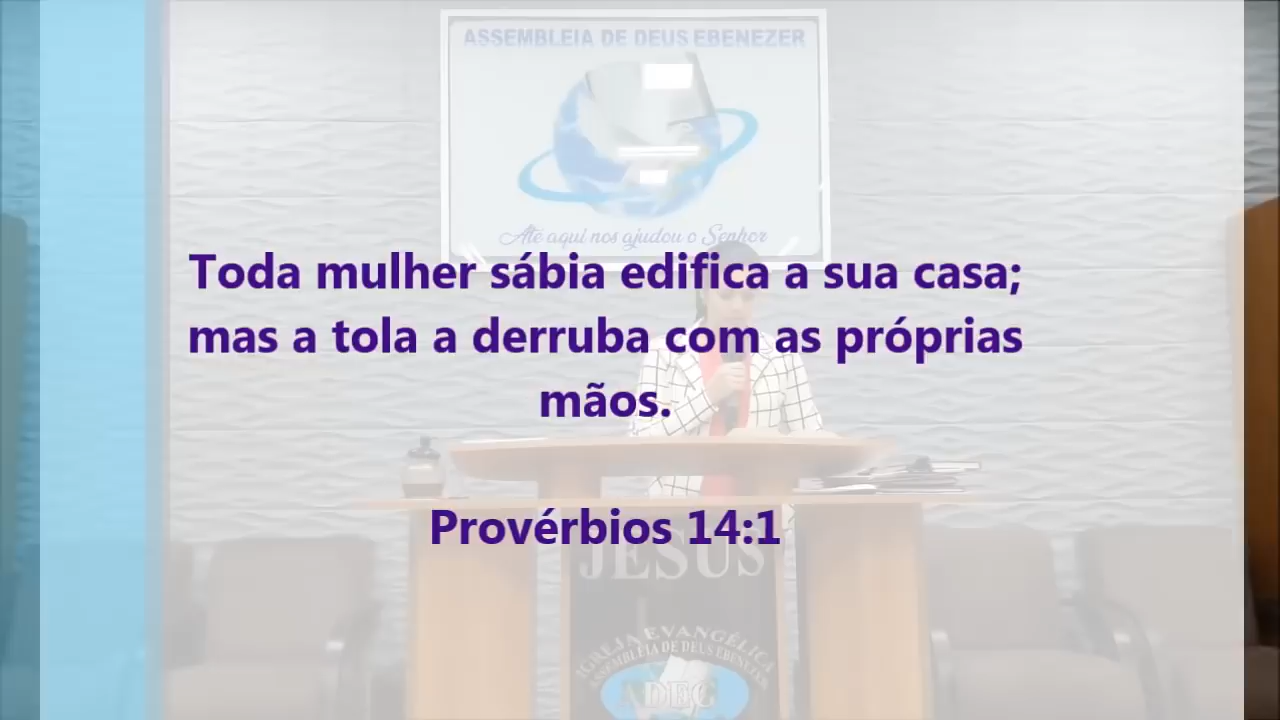 ASSEMBLEIA DE DEUS EBENEZER
Até aqui nos ajudou o Senhor
Toda mulher sábia edifica a sua casa;
mas a tola a derruba com as próprias
mãos.
Provérbios 14:1
JESUS
IGREJA EVANGÉLICA
ASSEMBLEIA DE DEUS EBENEZER